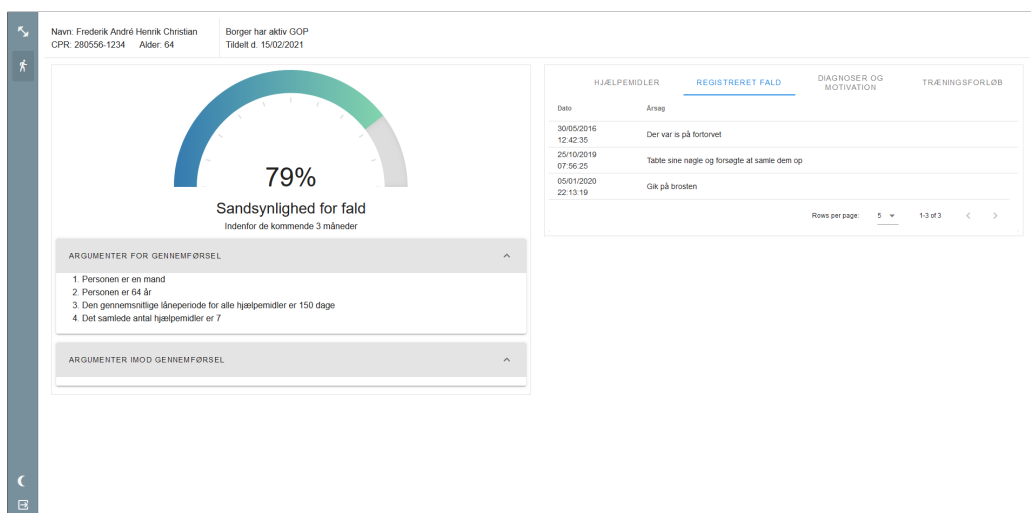 Navn: Frederik André Henrik Christian
CPR: 280556-1234 Alder: 64
Borger har aktiv GOP
Tildelt d. 15/02/2021
79%
Sandsynlighed for fald
Indenfor de kommende 3 måneder
ARGUMENTER FOR GENNEMFØRSEL
1. Personen er en mand
2. Personen er 64 år
3. Den gennemsnitlige låneperiode for alle hjælpemidler er 150 dage
4. Det samlede antal hjælpemidler er 7
ARGUMENTER IMOD GENNEMFØRSEL
HJÆLPEMIDLER
REGISTRERET FALD
DIAGNOSER OG
MOTIVATION
TRÆNINGSFORLØB
Dato Årsag
30/05/2016
12:42:35
Der var is på fortorvet
25/10/2019
07:56:25
Tabte sine nøgle og forsøgte at samle dem op
05/01/2020
22:13:19
Gik på brosten
Rows per page: 5 1-3 of 3